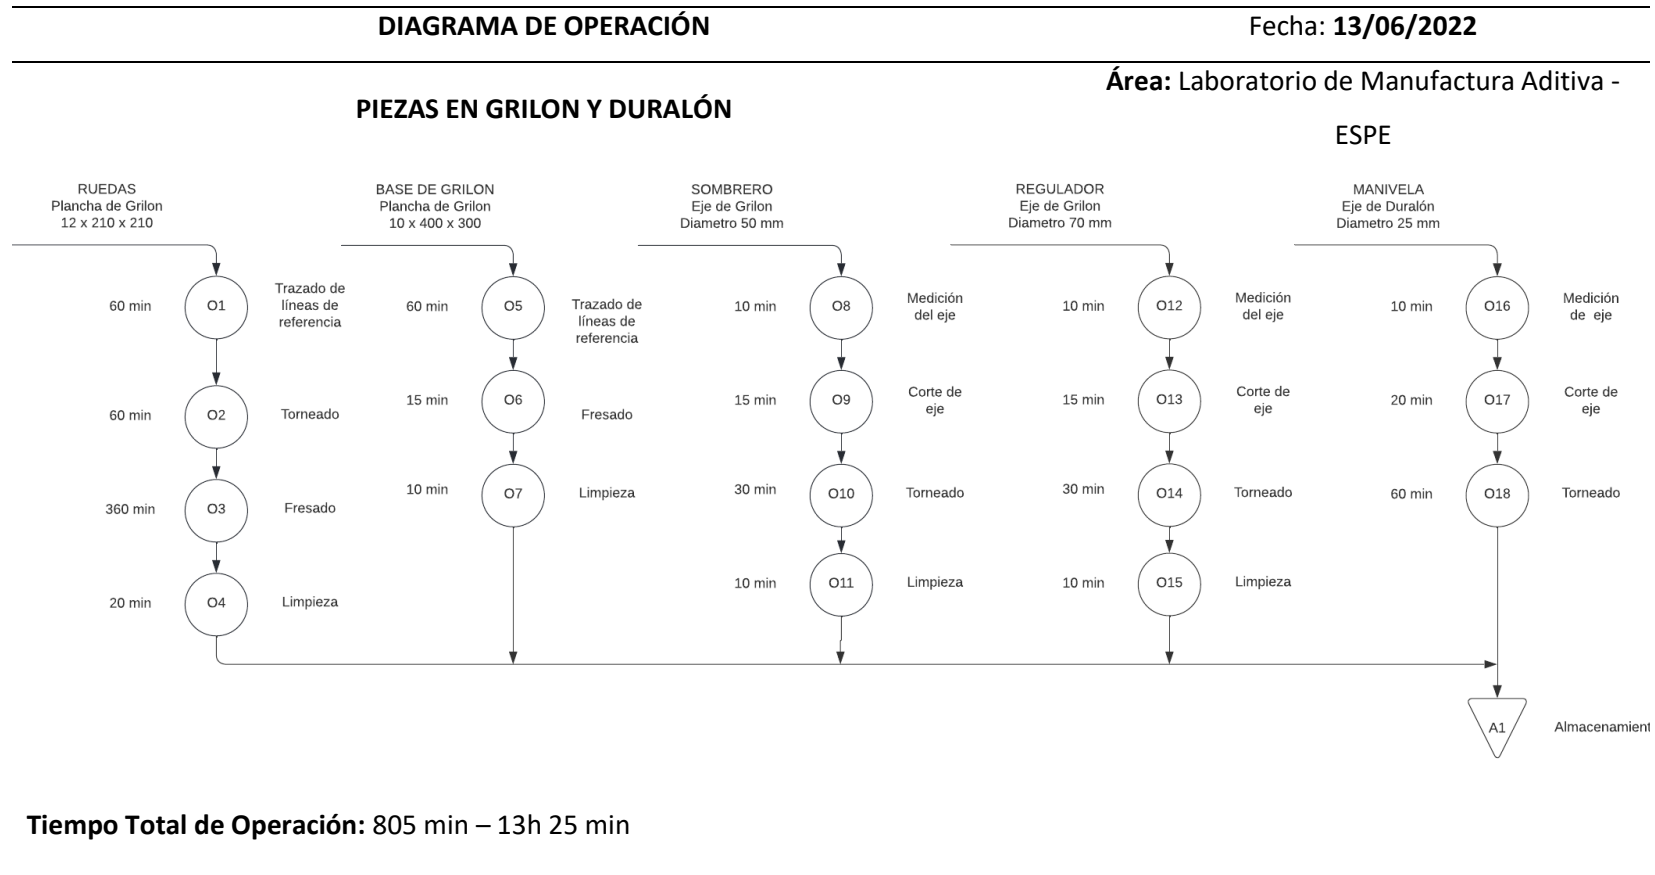 DIAGRAMA DE OPERACIÓN
Fecha: 13/06/2022
PIEZAS EN GRILON Y DURALÓN
Área: Laboratorio de Manufactura Aditiva -
ESPE
RUEDAS
Plancha de Grilon
12 x 210 x 210
BASE DE GRILON
Plancha de Grilon
10 x 400 x 300
SOMBRERO
Eje de Grilon
Diametro 50 mm
REGULADOR
Eje de Grilon
Diametro 70 mm
MANIVELA
Eje de Duralón
Diametro 25 mm
60 min
O1
Trazado de
líneas de
referencia
60 min
O2
Torneado
360 min
O3
Fresado
20 min
O4
Limpieza
60 min
O5
Trazado de
líneas de
referencia
15 min
O6
Fresado
10 min
O7
Limpieza
10 min
O8
Medición
del eje
15 min
O9
Corte de
eje
30 min
O10
Torneado
10 min
O11
Limpieza
10 min
O12
Medición
del eje
15 min
O13
Corte de
eje
30 min
O14
Torneado
10 min
O15
Limpieza
10 min
O16
Medición
de eje
20 min
O17
Corte de
eje
60 min
O18
Torneado
A1
Almacenamient
Tiempo Total de Operación: 805 min – 13h 25 min